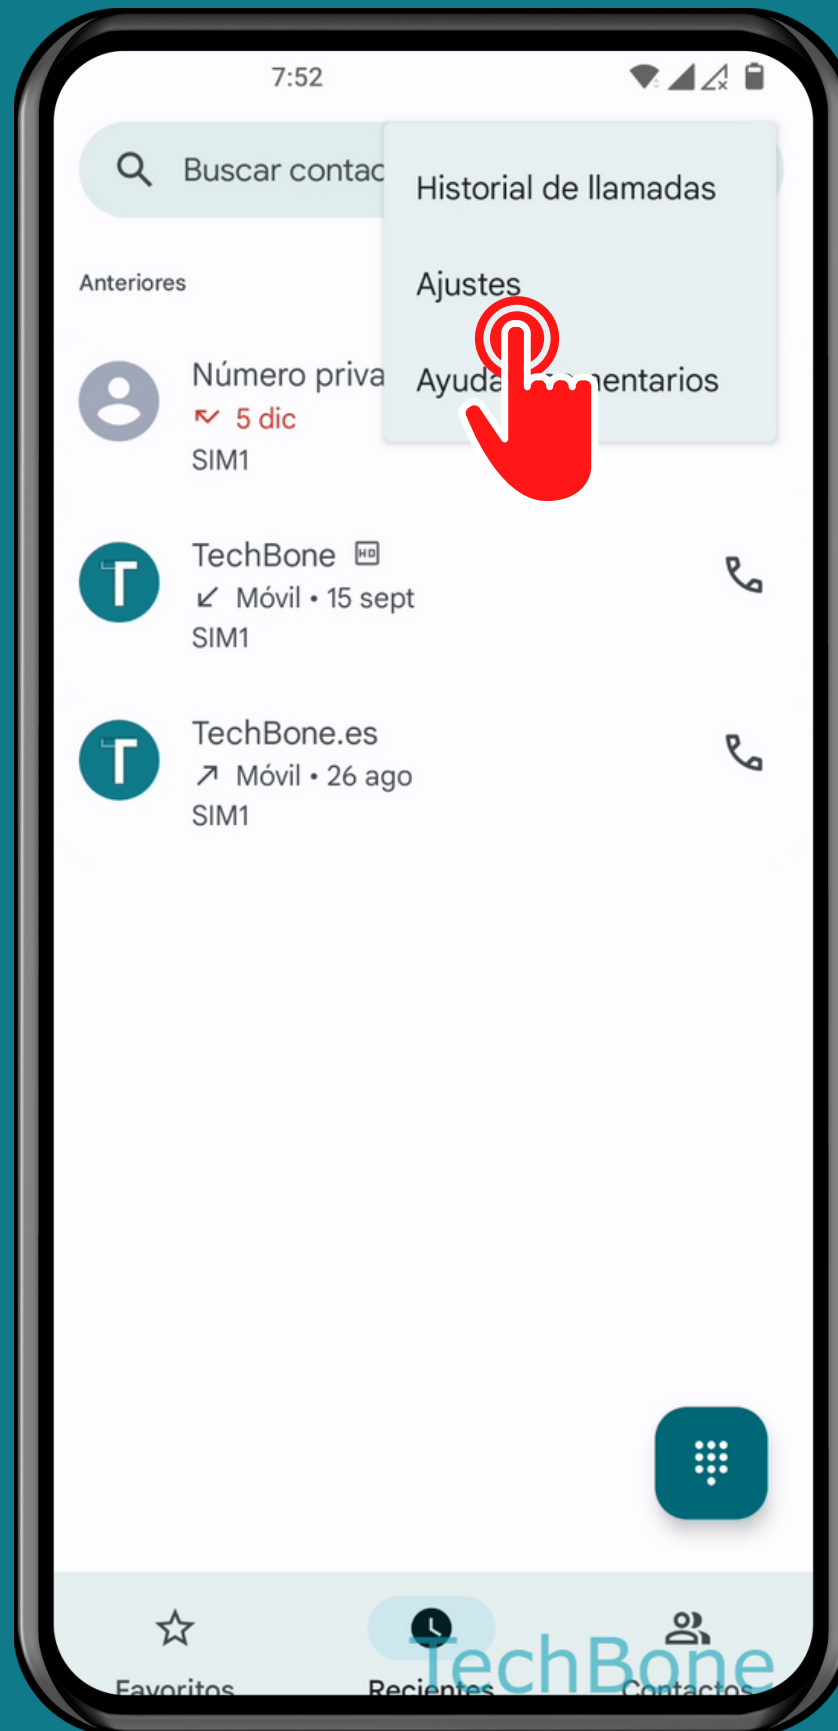 7:52
Buscar contac
Historial de llamadas
Anteriores
Ajustes
Número priva
Ayuda mentarios
5 dic
SIM1
TechBone HD
Móvil • 15 sept
SIM1
TechBone.es
Móvil • 26 ago
SIM1
Favoritos
Recientes
Contactos
TechBone